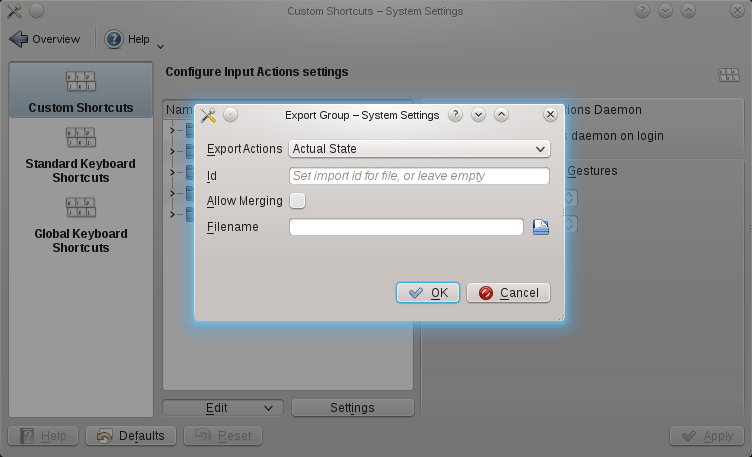 Custom Shortcuts – System Settings
Overview
Help
Configure Input Actions settings
Custom Shortcuts
Standard Keyboard
Shortcuts
Global Keyboard
Shortcuts
Export Group – System Settings
Export Actions
Actual State
Id
Set import id for file, or leave empty
Allow Merging
Filename
OK
Cancel
Daemon
daemon on login
Gestures
Edit
Settings
Help
Defaults
Reset
Apply